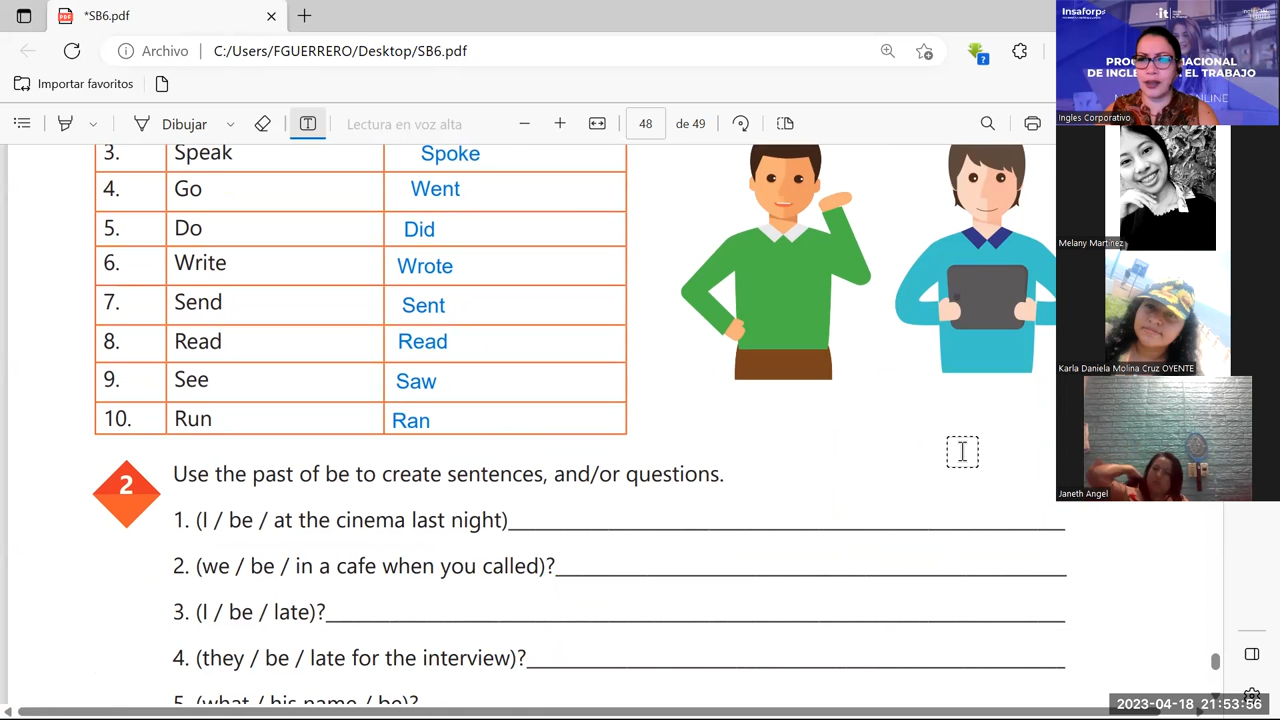 *SB6.pdf
Archivo
C:/Users/FGUERRERO/Desktop/SB6.pdf
Importar favoritos
Dibujar
Lectura en voz alta
48
de 49
3. Speak Spoke
4. Go Went
5. Do Did
6. Write Wrote
7. Send Sent
8. Read Read
9. See Saw
10. Run Ran
2
Use the past of be to create sentences, and/or questions.
1. (I / be / at the cinema last night)
2. (we / be / in a cafe when you called)?
3. (I / be / late)?
4. (they / be / late for the interview)?
5. (what / his name / be)?
Insaforp
Ingles Corporativo
Melany Martinez
Karla Daniela Molina Cruz OYENTE
Janeth Angel
2023-04-18 21:53:56